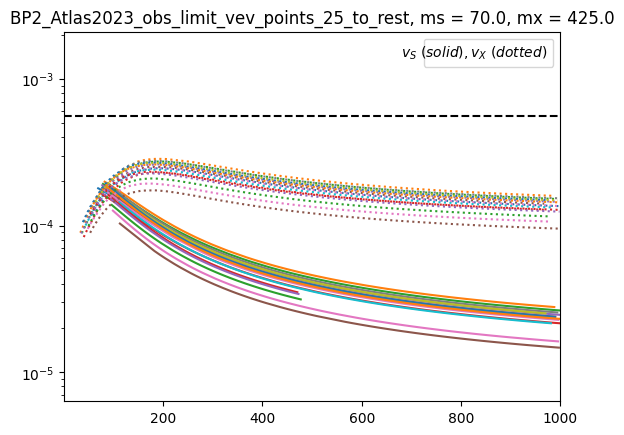 BP2_Atlas2023_obs_limit_vev_points_25_to_rest, ms = 70.0, mx = 425.0
v_S (solid), v_X (dotted)
10⁻³
10⁻⁴
10⁻⁵
200 400 600 800 1000